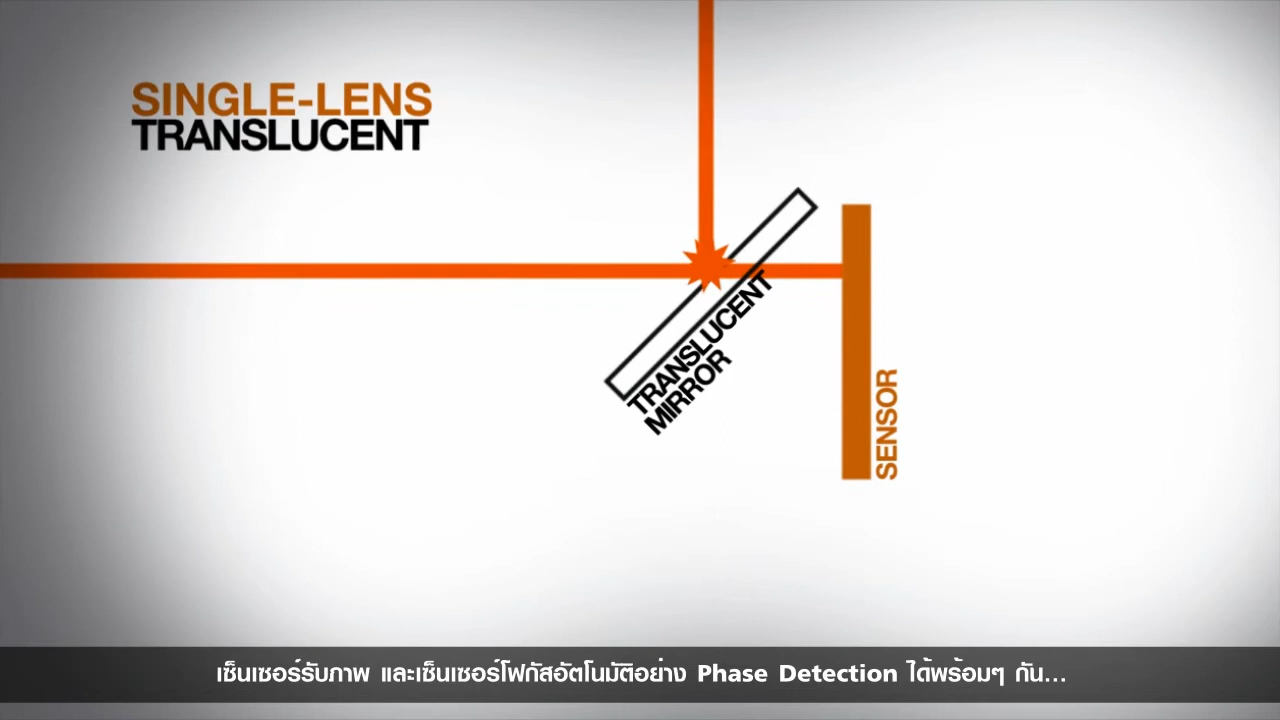 SINGLE-LENS
TRANSLUCENT
TRANSLUCENT
MIRROR
SENSOR
เซ็นเซอร์รับภาพ และเซ็นเซอร์โฟกัสอัตโนมัติอย่าง Phase Detection ได้พร้อมๆ กัน...